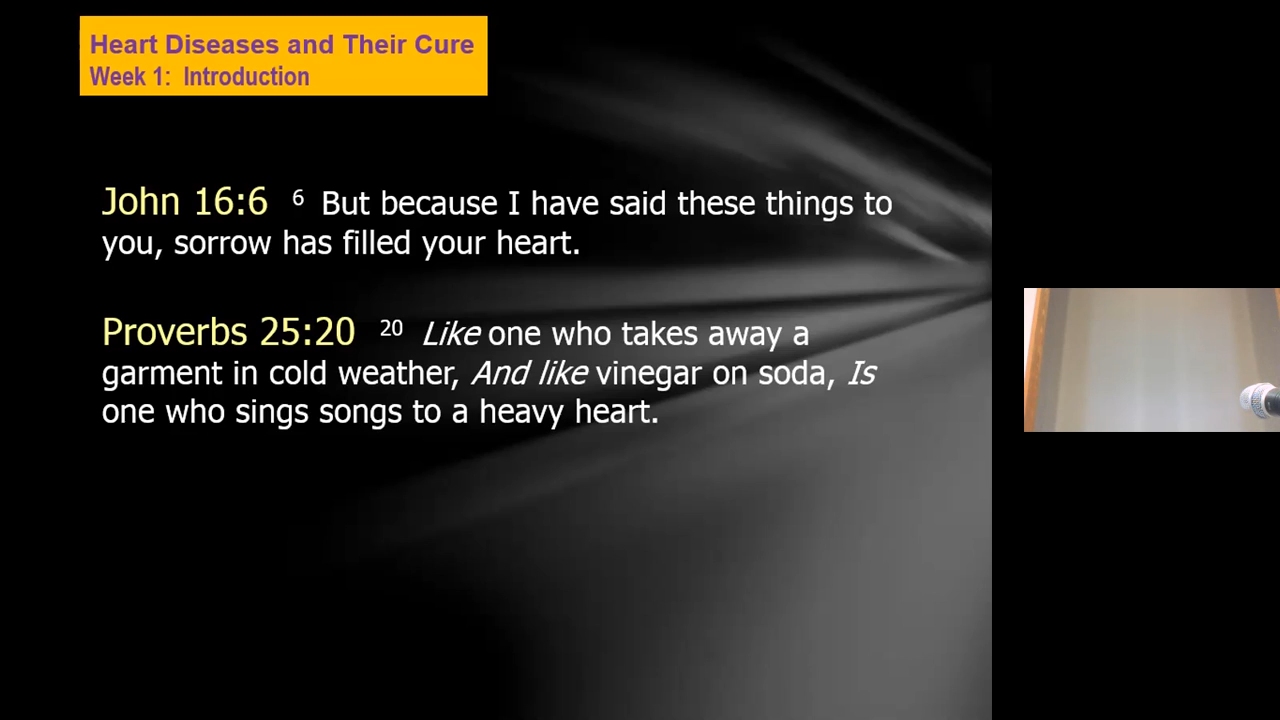 Heart Diseases and Their Cure
Week 1: Introduction
John 16:6 6 But because I have said these things to
you, sorrow has filled your heart.
Proverbs 25:20 20 Like one who takes away a
garment in cold weather, And like vinegar on soda, Is
one who sings songs to a heavy heart.